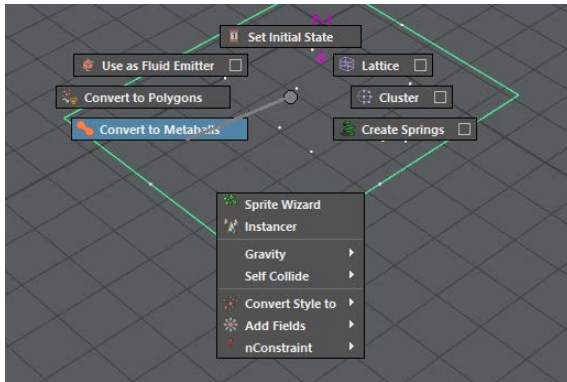 Set Initial State
Use as Fluid Emitter
Lattice
Convert to Polygons
Cluster
Convert to Metaballs
Create Springs
Sprite Wizard
Instancer
Gravity
Self Collide
Convert Style to
Add Fields
nConstraint